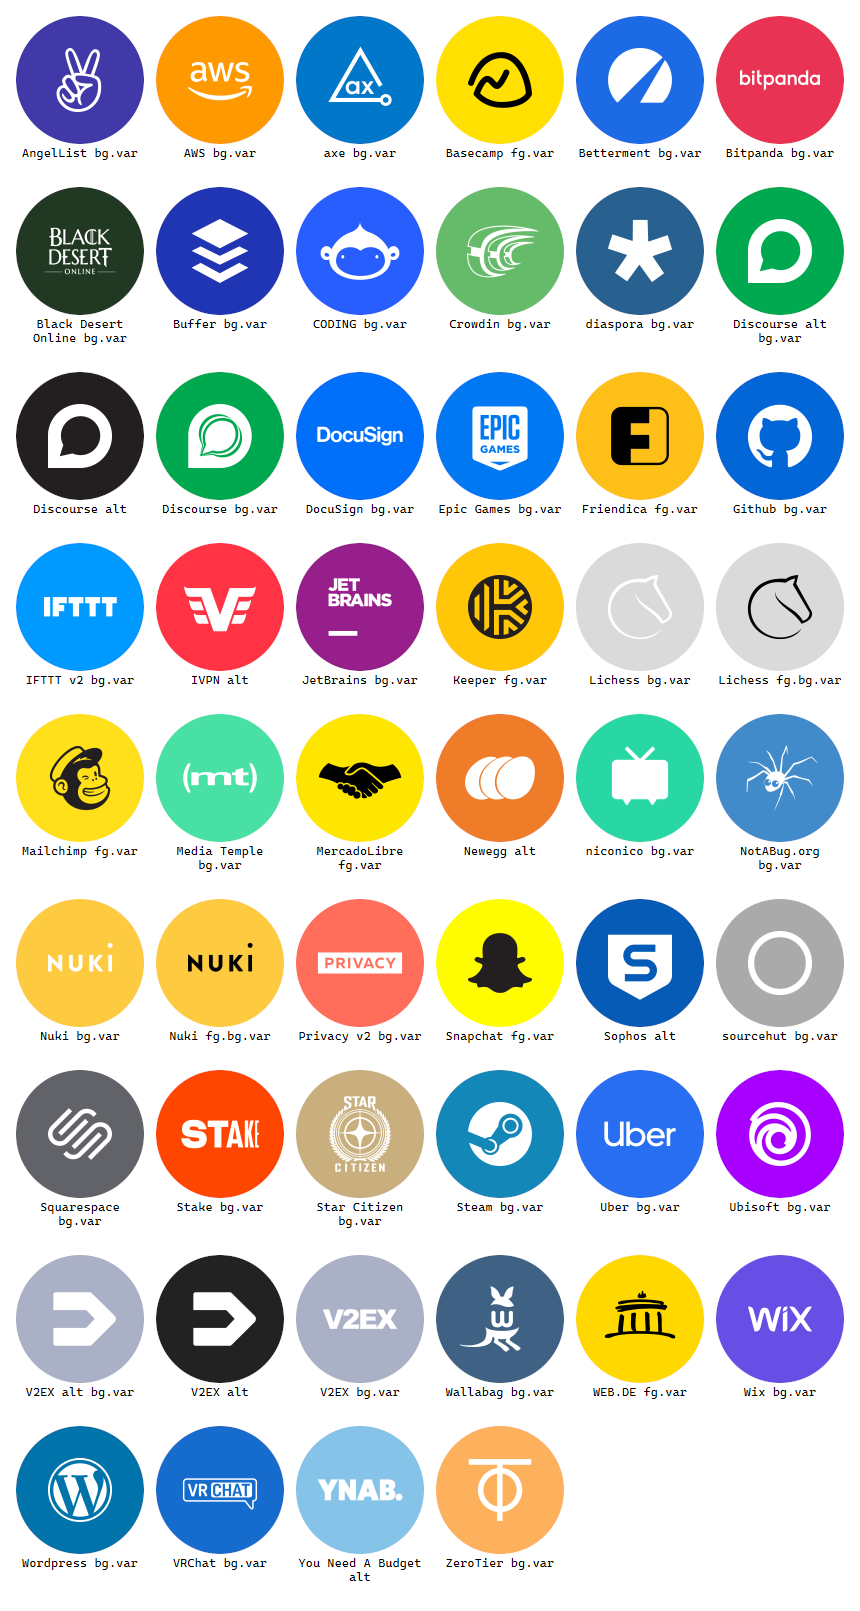 aws
ax
bitpanda
AngelList bg.var
AWS bg.var
axe bg.var
Basecamp fg.var
Betterment bg.var
Bitpanda bg.var
BLACK
DESERT
ONLINE
Black Desert
Online bg.var
Buffer bg.var
CODING bg.var
Crowdin bg.var
diaspora bg.var
Discourse alt
bg.var
DocuSign
EPIC
GAMES
F
Discourse alt
Discourse bg.var
DocuSign bg.var
Epic Games bg.var
Friendica fg.var
Github bg.var
IFTTT
V
JET
BRAINS
K
IFTTT v2 bg.var
IVPN alt
JetBrains bg.var
Keeper fg.var
Lichess bg.var
Lichess fg.bg.var
(mt)
Mailchimp fg.var
Media Temple
bg.var
MercadoLibre
fg.var
Newegg alt
niconico bg.var
NotABug.org
bg.var
NUKi
NUKi
PRIVACY
S
Nuki bg.var
Nuki fg.bg.var
Privacy v2 bg.var
Snapchat fg.var
Sophos alt
sourcehut bg.var
STAKE
STAR
CITIZEN
Uber
Squarespace
bg.var
Stake bg.var
Star Citizen
bg.var
Steam bg.var
Uber bg.var
Ubisoft bg.var
V2EX
w
WiX
V2EX alt bg.var
V2EX alt
V2EX bg.var
Wallabag bg.var
WEB.DE fg.var
Wix bg.var
W
VR CHAT
YNAB.
Wordpress bg.var
VRChat bg.var
You Need A Budget
alt
ZeroTier bg.var